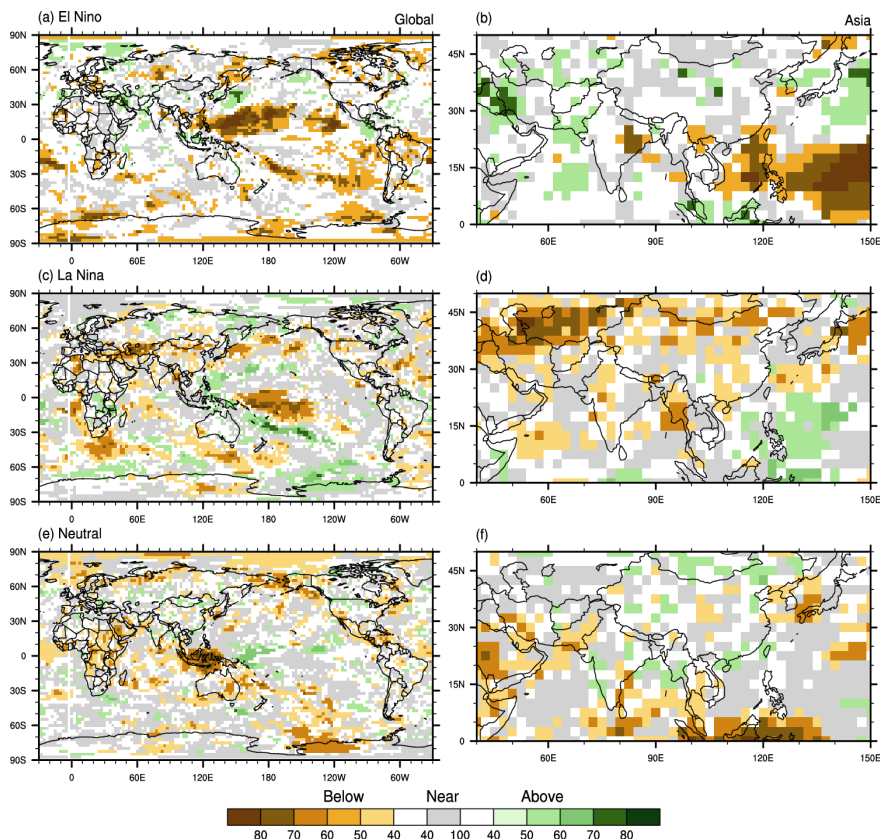 (a) El Nino Global
90N
60N
30N
0
30S
60S
90S
0 60E 120E 180 120W 60W
(b) Asia
45N
30N
15N
0
60E 90E 120E 150E
(c) La Nina
90N
60N
30N
0
30S
60S
90S
0 60E 120E 180 120W 60W
(d)
45N
30N
15N
0
60E 90E 120E 150E
(e) Neutral
90N
60N
30N
0
30S
60S
90S
0 60E 120E 180 120W 60W
(f)
45N
30N
15N
0
60E 90E 120E 150E
Below Near Above
80 70 60 50 40 40 100 40 50 60 70 80